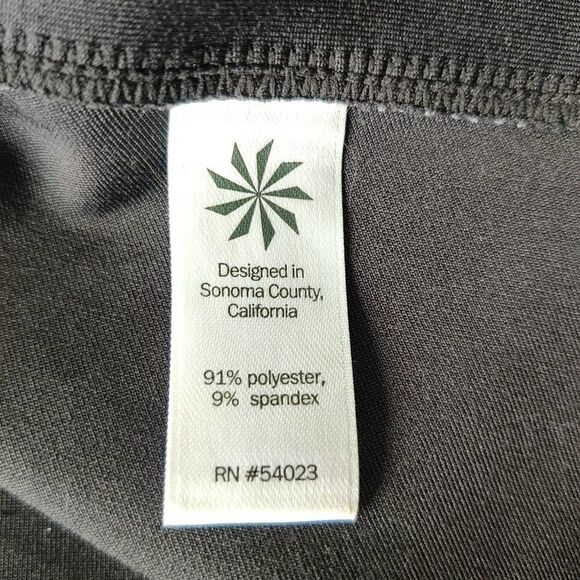 Designed in
Sonoma County,
California
91% polyester,
9% spandex
RN #54023